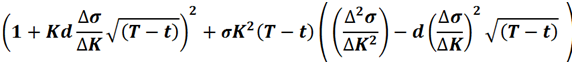 (1 + Kd Δσ/ΔK √(T − t))² + σK²(T − t) ((Δ²σ/ΔK²) − d(Δσ/ΔK)² √(T − t))